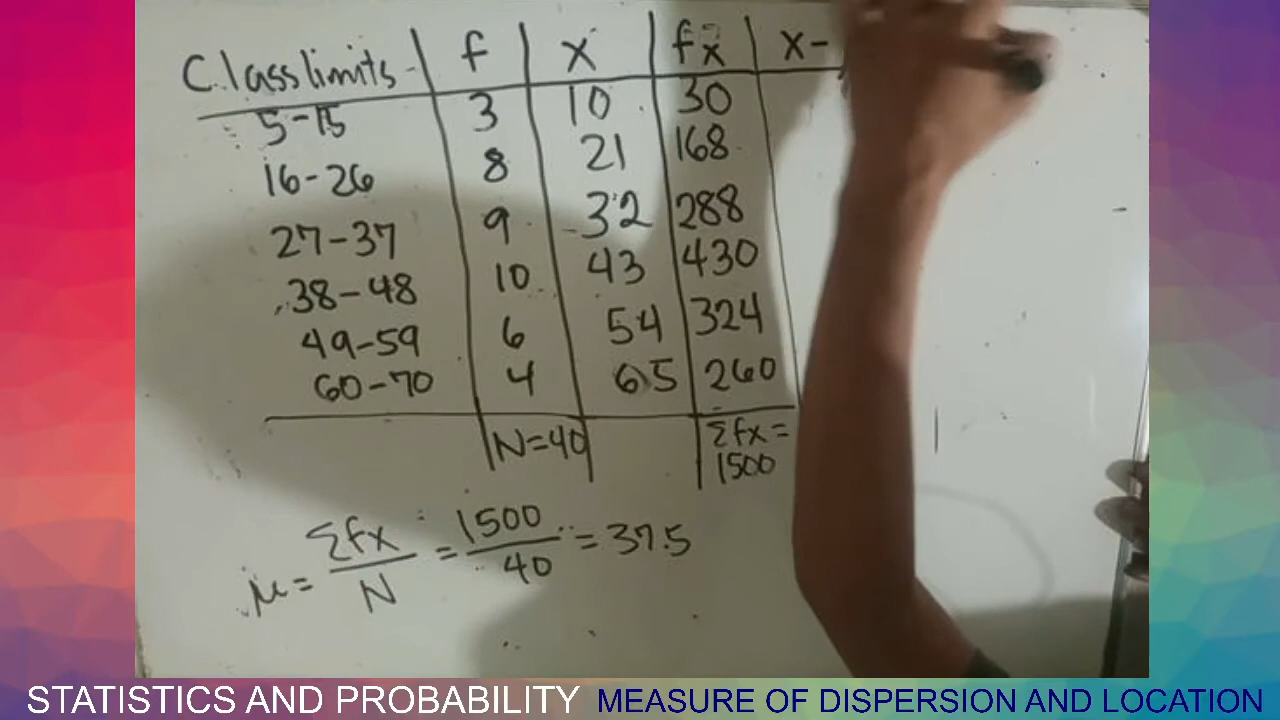 Class limits f x fx x-
5-15 3 10 30
16-26 8 21 168
27-37 9 32 288
38-48 10 43 430
49-59 6 54 324
60-70 4 65 260
N=40 Σfx=
1500
μ = Σfx/N = 1500/40 = 37.5
STATISTICS AND PROBABILITY MEASURE OF DISPERSION AND LOCATION